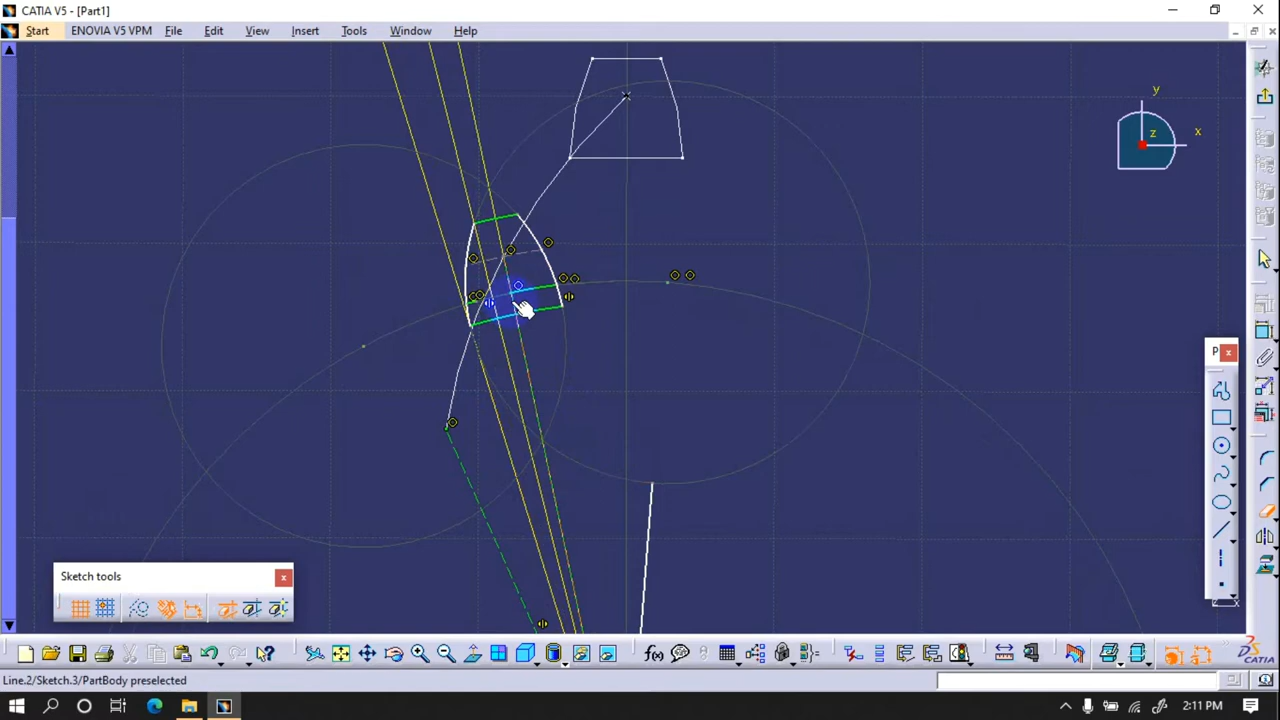 CATIA V5 - [Part1]
Start ENOVIA V5 VPM File Edit View Insert Tools Window Help
y
x
z
P
Sketch tools
f(x)
CATIA
Line.2/Sketch.3/PartBody preselected
2:11 PM